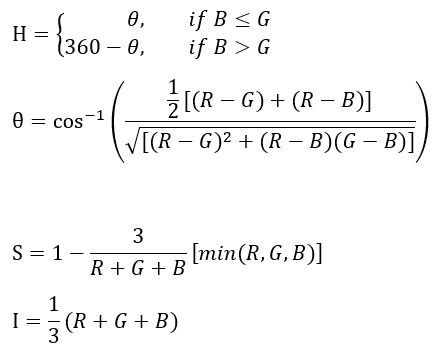 H = { θ, if B ≤ G
360 − θ, if B > G
θ = cos⁻¹ ( 1/2 [(R − G) + (R − B)] / √[(R − G)² + (R − B)(G − B)] )
S = 1 − 3/(R + G + B) [min(R, G, B)]
I = 1/3 (R + G + B)